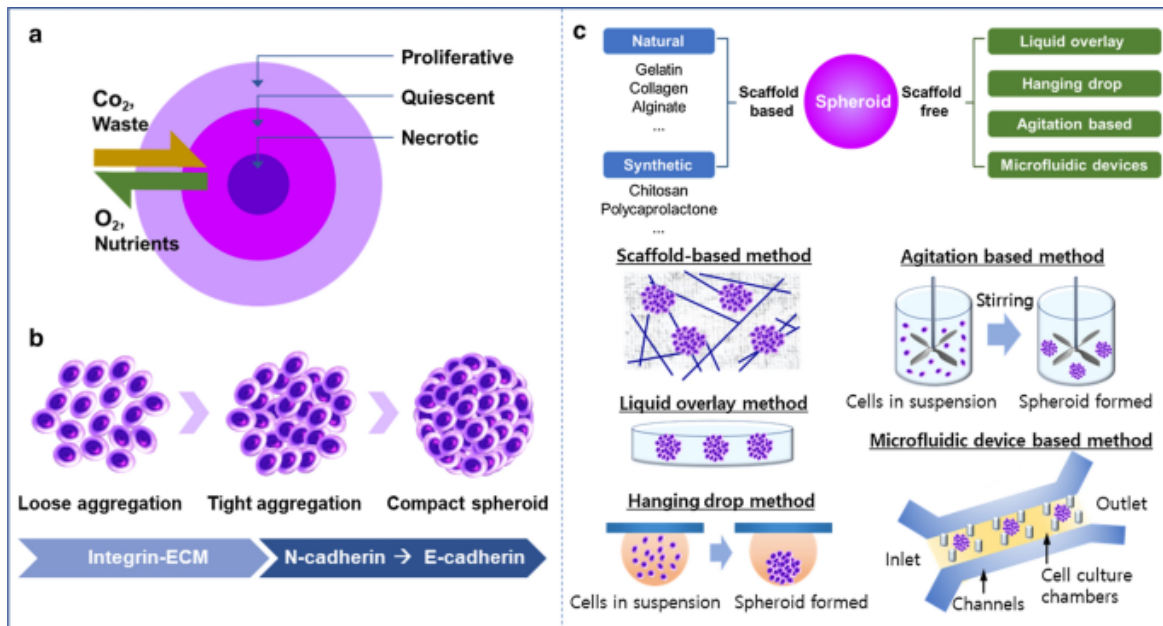 a
Proliferative
Quiescent
Necrotic
Co₂,
Waste
O₂,
Nutrients
b
Loose aggregation
Tight aggregation
Compact spheroid
Integrin-ECM
N-cadherin → E-cadherin
c
Natural
Gelatin
Collagen
Alginate
...
Synthetic
Chitosan
Polycaprolactone
...
Scaffold
based
Spheroid
Scaffold
free
Liquid overlay
Hanging drop
Agitation based
Microfluidic devices
Scaffold-based method
Liquid overlay method
Hanging drop method
Cells in suspension
Spheroid formed
Agitation based method
Stirring
Cells in suspension
Spheroid formed
Microfluidic device based method
Outlet
Inlet
Channels
Cell culture
chambers